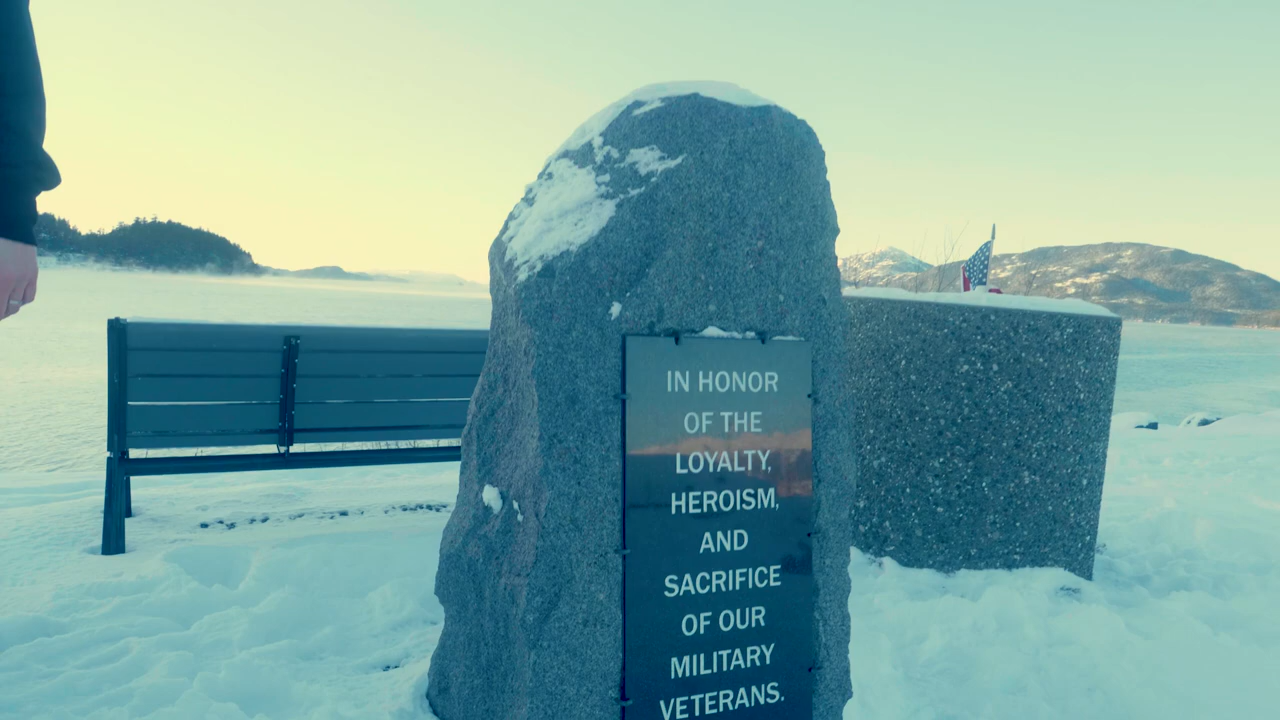 IN HONOR
OF THE
LOYALTY,
HEROISM,
AND
SACRIFICE
OF OUR
MILITARY
VETERANS.